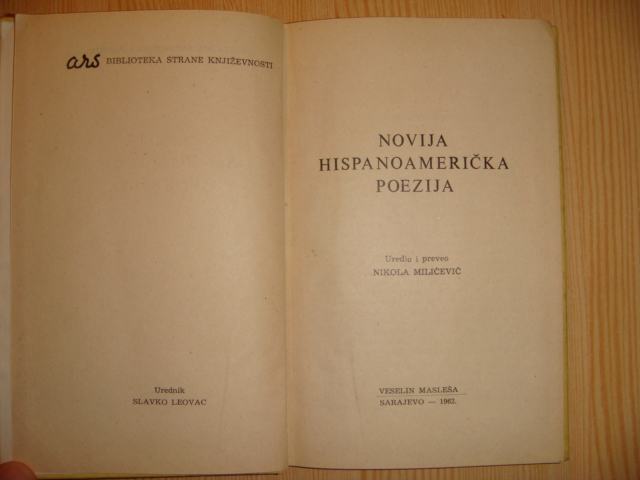 ars BIBLIOTEKA STRANE KNJIŽEVNOSTI
Urednik
SLAVKO LEOVAC
NOVIJA
HISPANOAMERIČKA
POEZIJA
Uredio i preveo
NIKOLA MILIĆEVIĆ
VESELIN MASLEŠA
SARAJEVO — 1962.